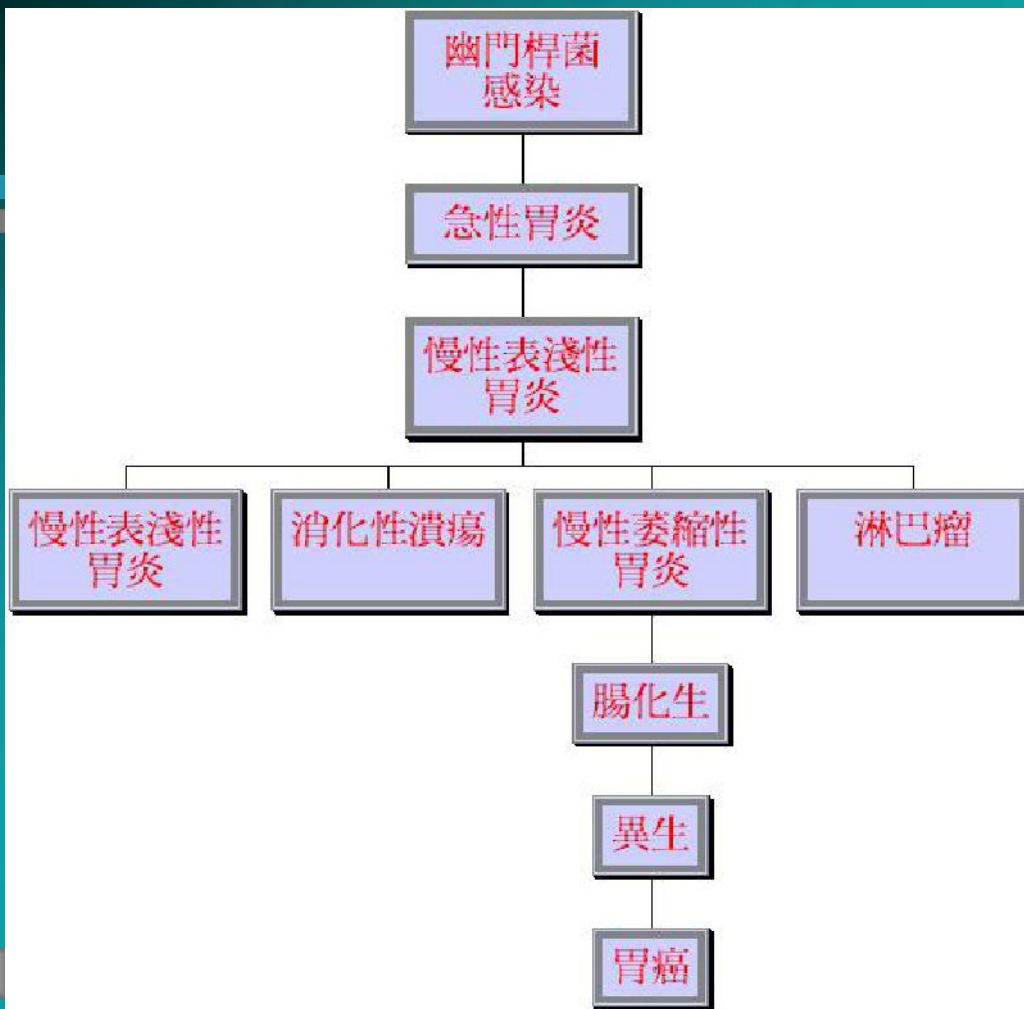 幽門桿菌
感染
急性胃炎
慢性表淺性
胃炎
慢性表淺性
胃炎
消化性潰瘍
慢性萎縮性
胃炎
淋巴瘤
腸化生
異生
胃癌